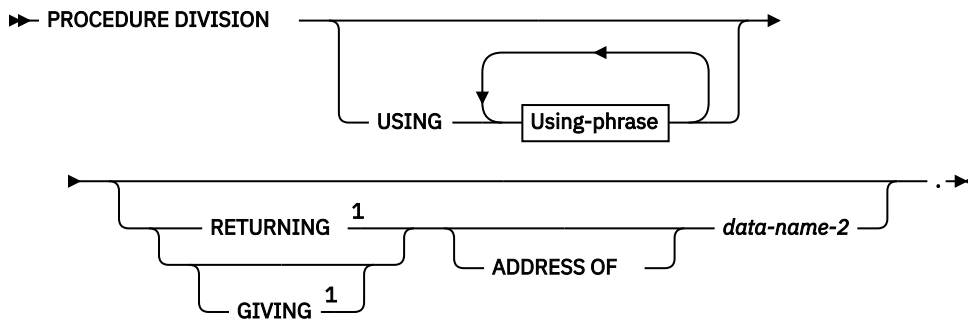 PROCEDURE DIVISION
USING Using-phrase
RETURNING 1 data-name-2 .
ADDRESS OF
GIVING 1